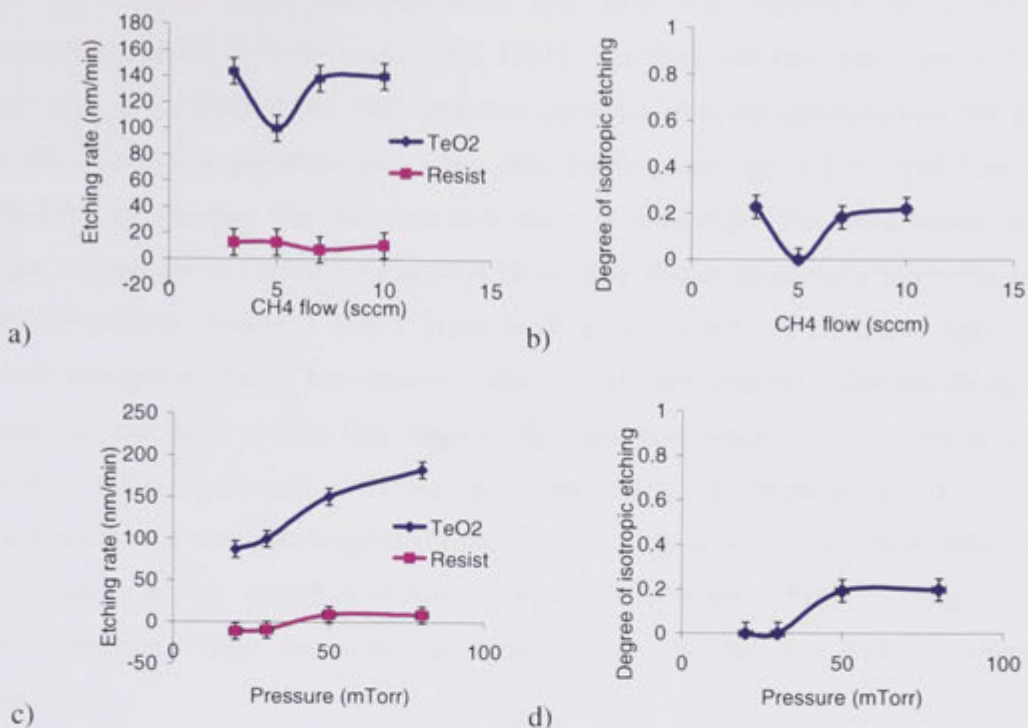 Etching rate (nm/min)
180
160
140
120
100
80
60
40
20
0
-20
0
5
10
15
CH4 flow (sccm)
TeO2
Resist
a)
Degree of isotropic etching
1
0.8
0.6
0.4
0.2
0
0
5
10
15
CH4 flow (sccm)
b)
Etching rate (nm/min)
250
200
150
100
50
0
-50
0
50
100
Pressure (mTorr)
TeO2
Resist
c)
Degree of isotropic etching
1
0.8
0.6
0.4
0.2
0
0
50
100
Pressure (mTorr)
d)